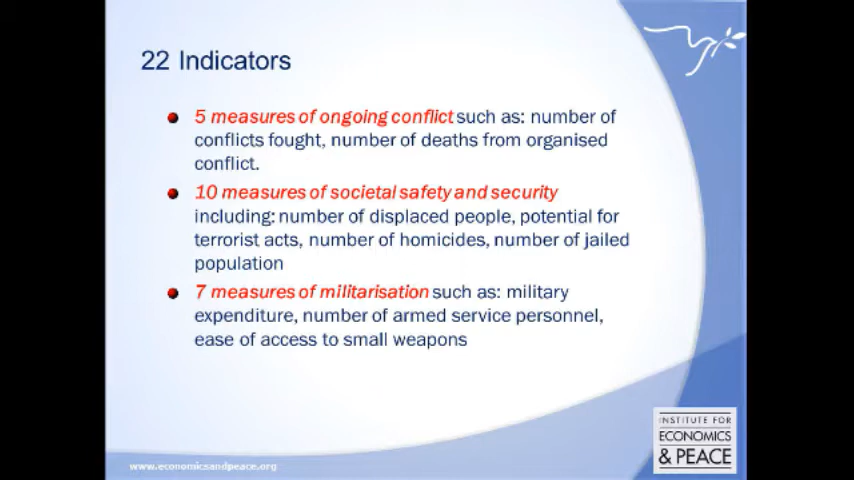 22 Indicators
5 measures of ongoing conflict such as: number of
conflicts fought, number of deaths from organised
conflict.
10 measures of societal safety and security
including: number of displaced people, potential for
terrorist acts, number of homicides, number of jailed
population
7 measures of militarisation such as: military
expenditure, number of armed service personnel,
ease of access to small weapons
INSTITUTE FOR
ECONOMICS
& PEACE
www.economicsandpeace.org